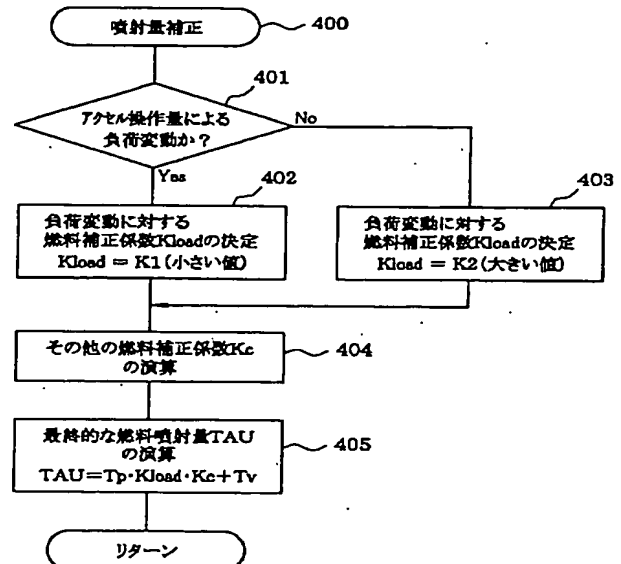 噴射量補正
400
401
アクセル操作量による
負荷変動か?
No
Yes
402
403
負荷変動に対する
燃料補正係数Kloadの決定
Kload = K1(小さい値)
負荷変動に対する
燃料補正係数Kloadの決定
Kload = K2(大きい値)
その他の燃料補正係数Kc
の演算
404
最終的な燃料噴射量TAU
の演算
TAU=Tp・Kload・Kc+Tv
405
リターン